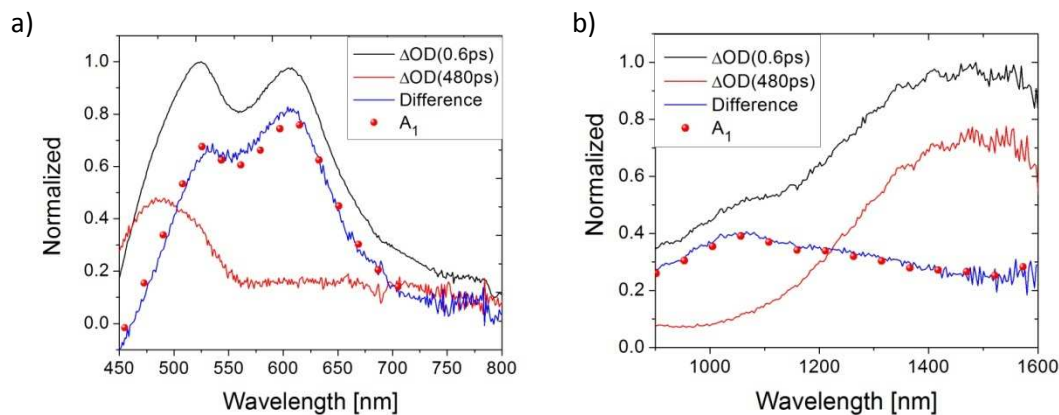 a)
ΔOD(0.6ps)
ΔOD(480ps)
Difference
A₁
Normalized
1.0
0.8
0.6
0.4
0.2
0.0
450 500 550 600 650 700 750 800
Wavelength [nm]
b)
ΔOD(0.6ps)
ΔOD(480ps)
Difference
A₁
Normalized
1.0
0.8
0.6
0.4
0.2
0.0
1000 1200 1400 1600
Wavelength [nm]